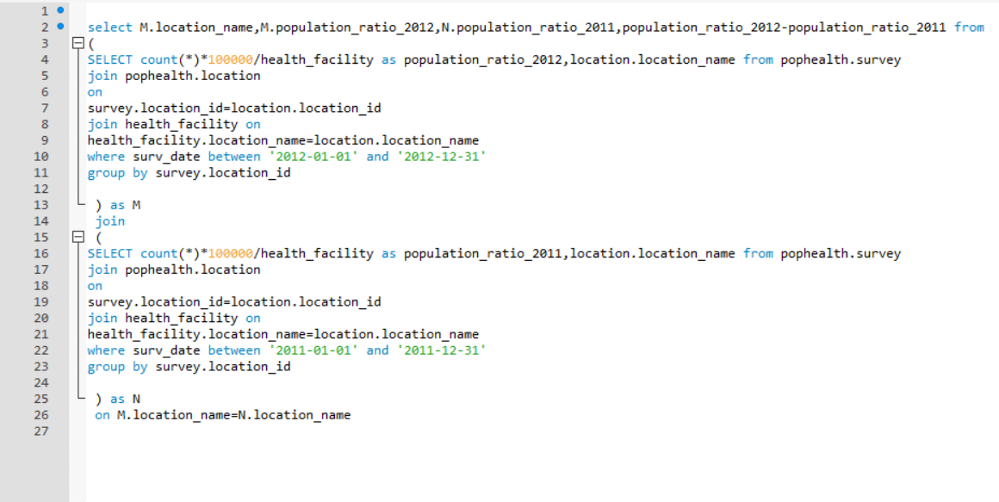 1
2 select M.location_name,M.population_ratio_2012,N.population_ratio_2011,population_ratio_2012-population_ratio_2011 from
3 (
4 SELECT count(*)*100000/health_facility as population_ratio_2012,location.location_name from pophealth.survey
5 join pophealth.location
6 on
7 survey.location_id=location.location_id
8 join health_facility on
9 health_facility.location_name=location.location_name
10 where surv_date between '2012-01-01' and '2012-12-31'
11 group by survey.location_id
12
13 ) as M
14 join
15 (
16 SELECT count(*)*100000/health_facility as population_ratio_2011,location.location_name from pophealth.survey
17 join pophealth.location
18 on
19 survey.location_id=location.location_id
20 join health_facility on
21 health_facility.location_name=location.location_name
22 where surv_date between '2011-01-01' and '2011-12-31'
23 group by survey.location_id
24
25 ) as N
26 on M.location_name=N.location_name
27